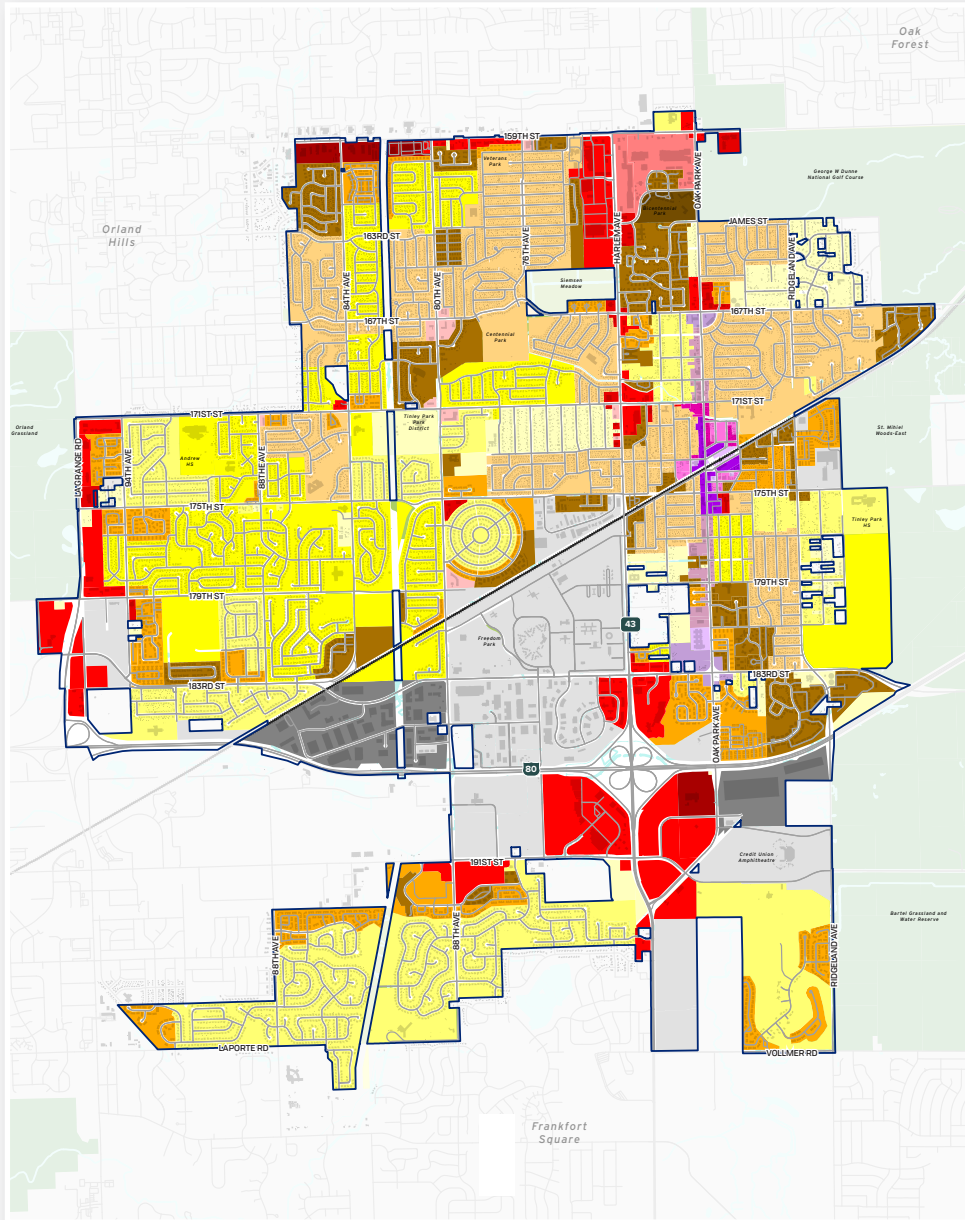 Oak
Forest
159TH ST
Veterans
Park
OAK PARK AVE
George W Dunne
National Golf Course
Bicentennial
Park
Orland
Hills
163RD ST
76TH AVE
HARLEM AVE
JAMES ST
RIDGELAND AVE
84TH AVE
80TH AVE
Siemsen
Meadow
167TH ST
167TH ST
Centennial
Park
171ST ST
171ST ST
Tinley Park
Park
District
Orland
Grassland
St. Mihiel
Woods-East
LAGRANGE RD
94TH AVE
Andrew
HS
88THE AVE
175TH ST
175TH ST
Tinley Park
HS
179TH ST
179TH ST
43
Freedom
Park
183RD ST
183RD ST
OAK PARK AVE
80
191ST ST
Credit Union
Amphitheatre
88TH AVE
88TH AVE
Bartel Grassland and
Water Reserve
RIDGELAND AVE
LAPORTE RD
VOLLMER RD
Frankfort
Square